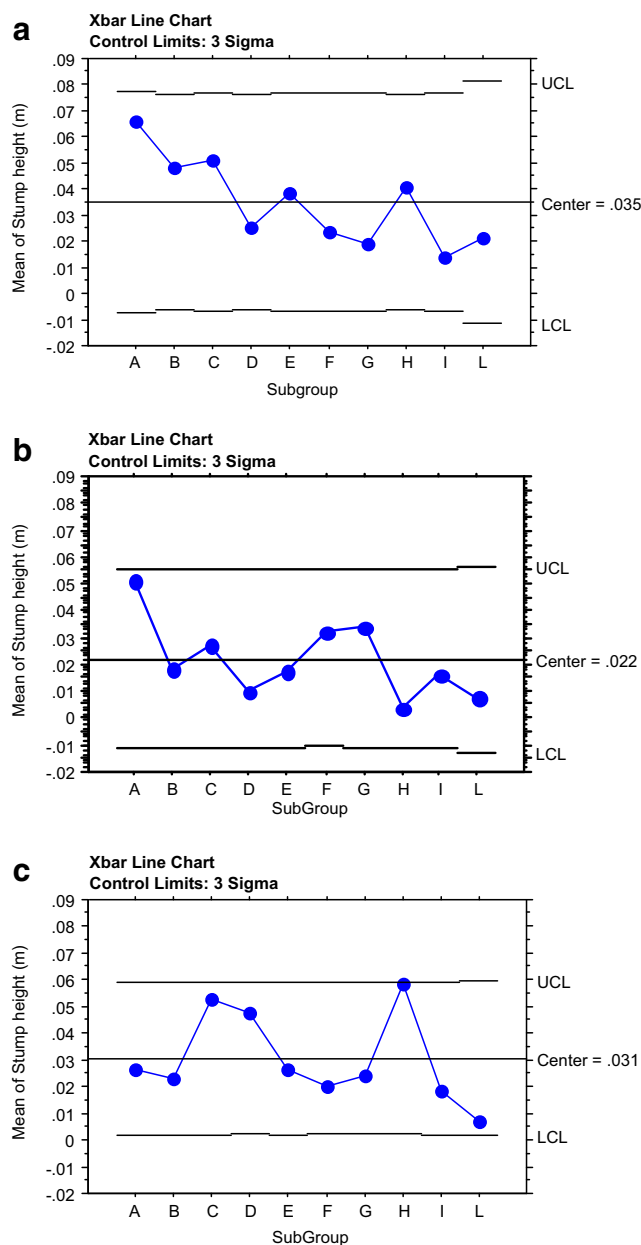 a
Xbar Line Chart
Control Limits: 3 Sigma
Mean of Stump height (m)
.09
.08
.07
.06
.05
.04
.03
.02
.01
0
-.01
-.02
UCL
Center = .035
LCL
A B C D E F G H I L
Subgroup
b
Xbar Line Chart
Control Limits: 3 Sigma
Mean of Stump height (m)
.09
.08
.07
.06
.05
.04
.03
.02
.01
0
-.01
-.02
UCL
Center = .022
LCL
A B C D E F G H I L
SubGroup
c
Xbar Line Chart
Control Limits: 3 Sigma
Mean of Stump height (m)
.09
.08
.07
.06
.05
.04
.03
.02
.01
0
-.01
-.02
UCL
Center = .031
LCL
A B C D E F G H I L
SubGroup